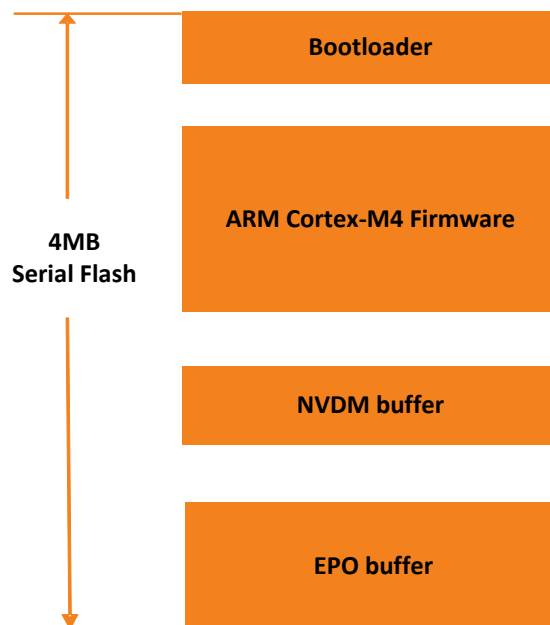 Bootloader
ARM Cortex-M4 Firmware
4MB
Serial Flash
NVDM buffer
EPO buffer